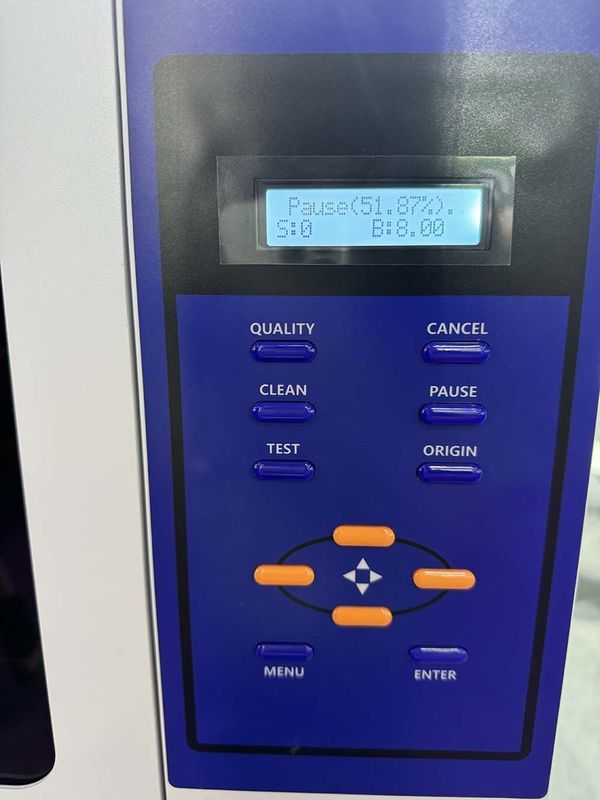 Pause(51.87%)..
S:0 B:8.00
QUALITY CANCEL
CLEAN PAUSE
TEST ORIGIN
MENU ENTER